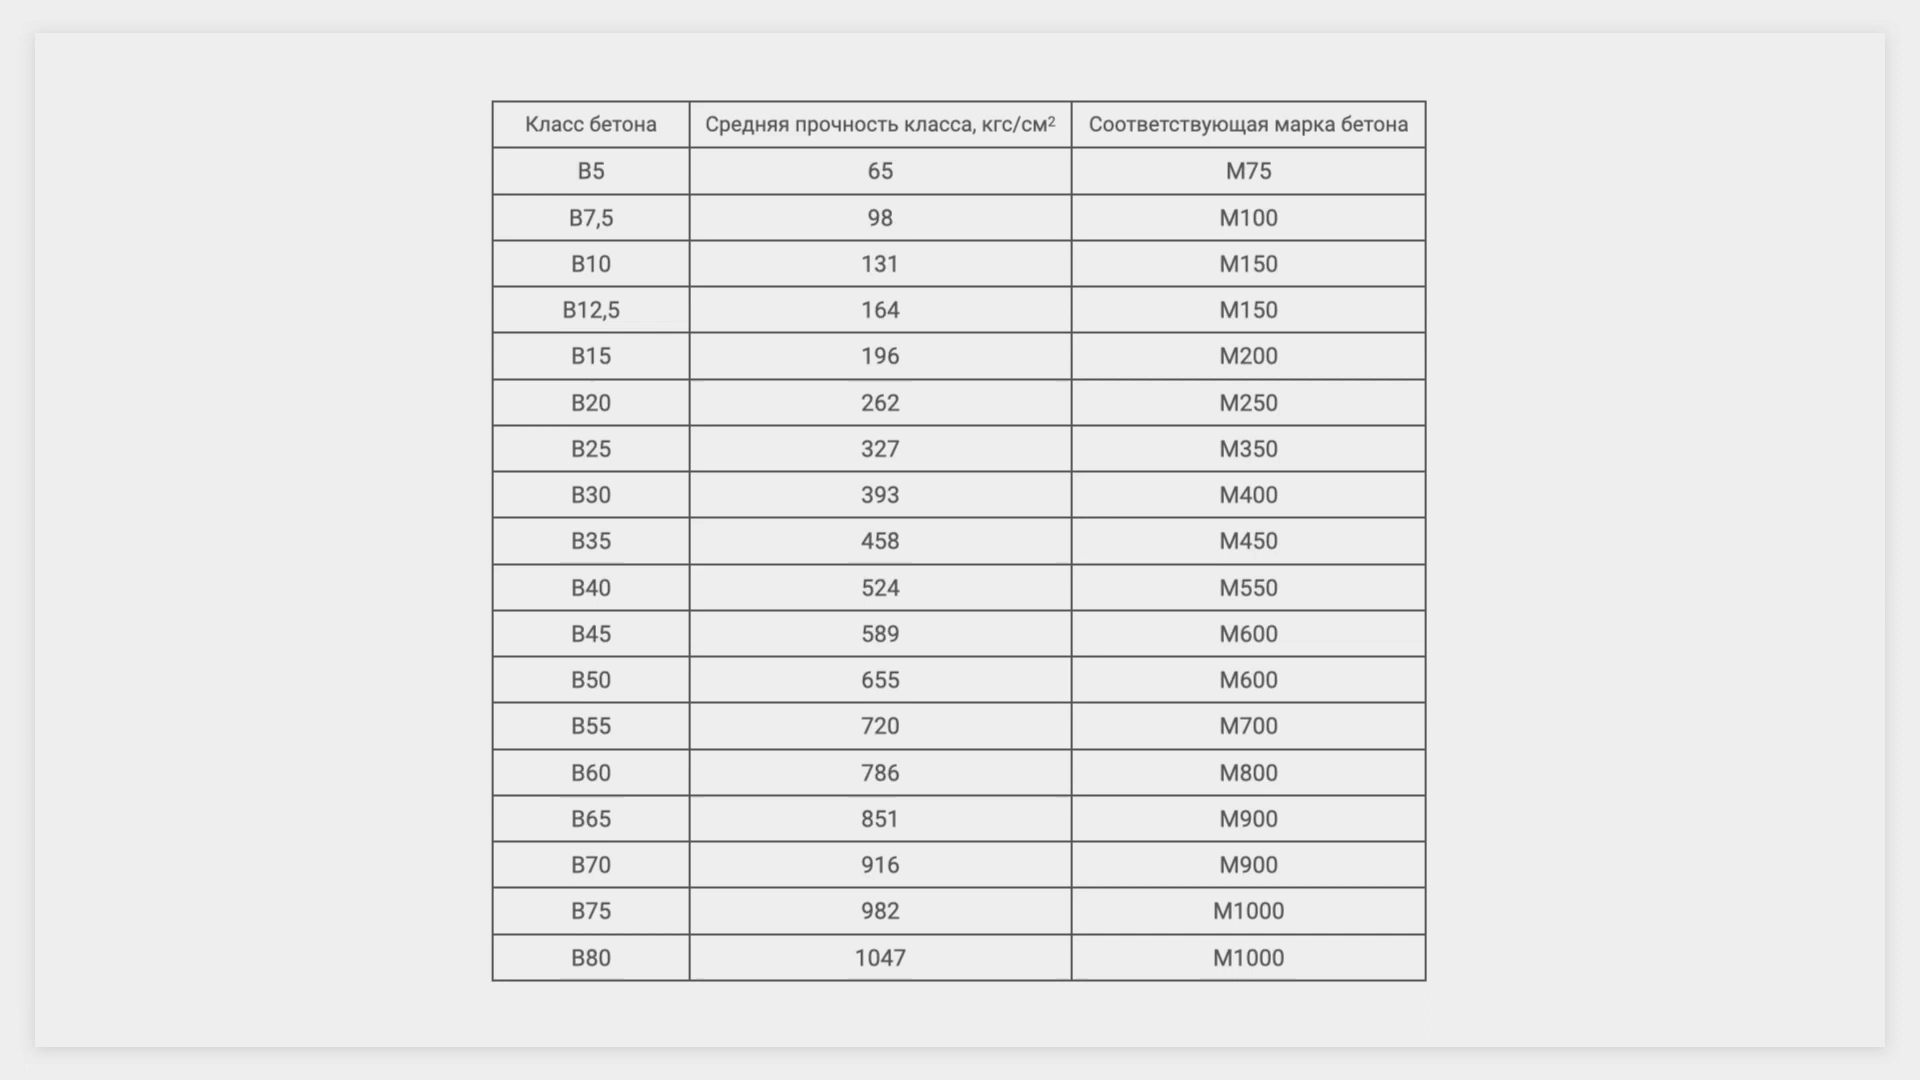 Класс бетона Средняя прочность класса, кгс/см² Соответствующая марка бетона
В5 65 М75
В7,5 98 М100
В10 131 М150
В12,5 164 М150
В15 196 М200
В20 262 М250
В25 327 М350
В30 393 М400
В35 458 М450
В40 524 М550
В45 589 М600
В50 655 М600
В55 720 М700
В60 786 М800
В65 851 М900
В70 916 М900
В75 982 М1000
В80 1047 М1000